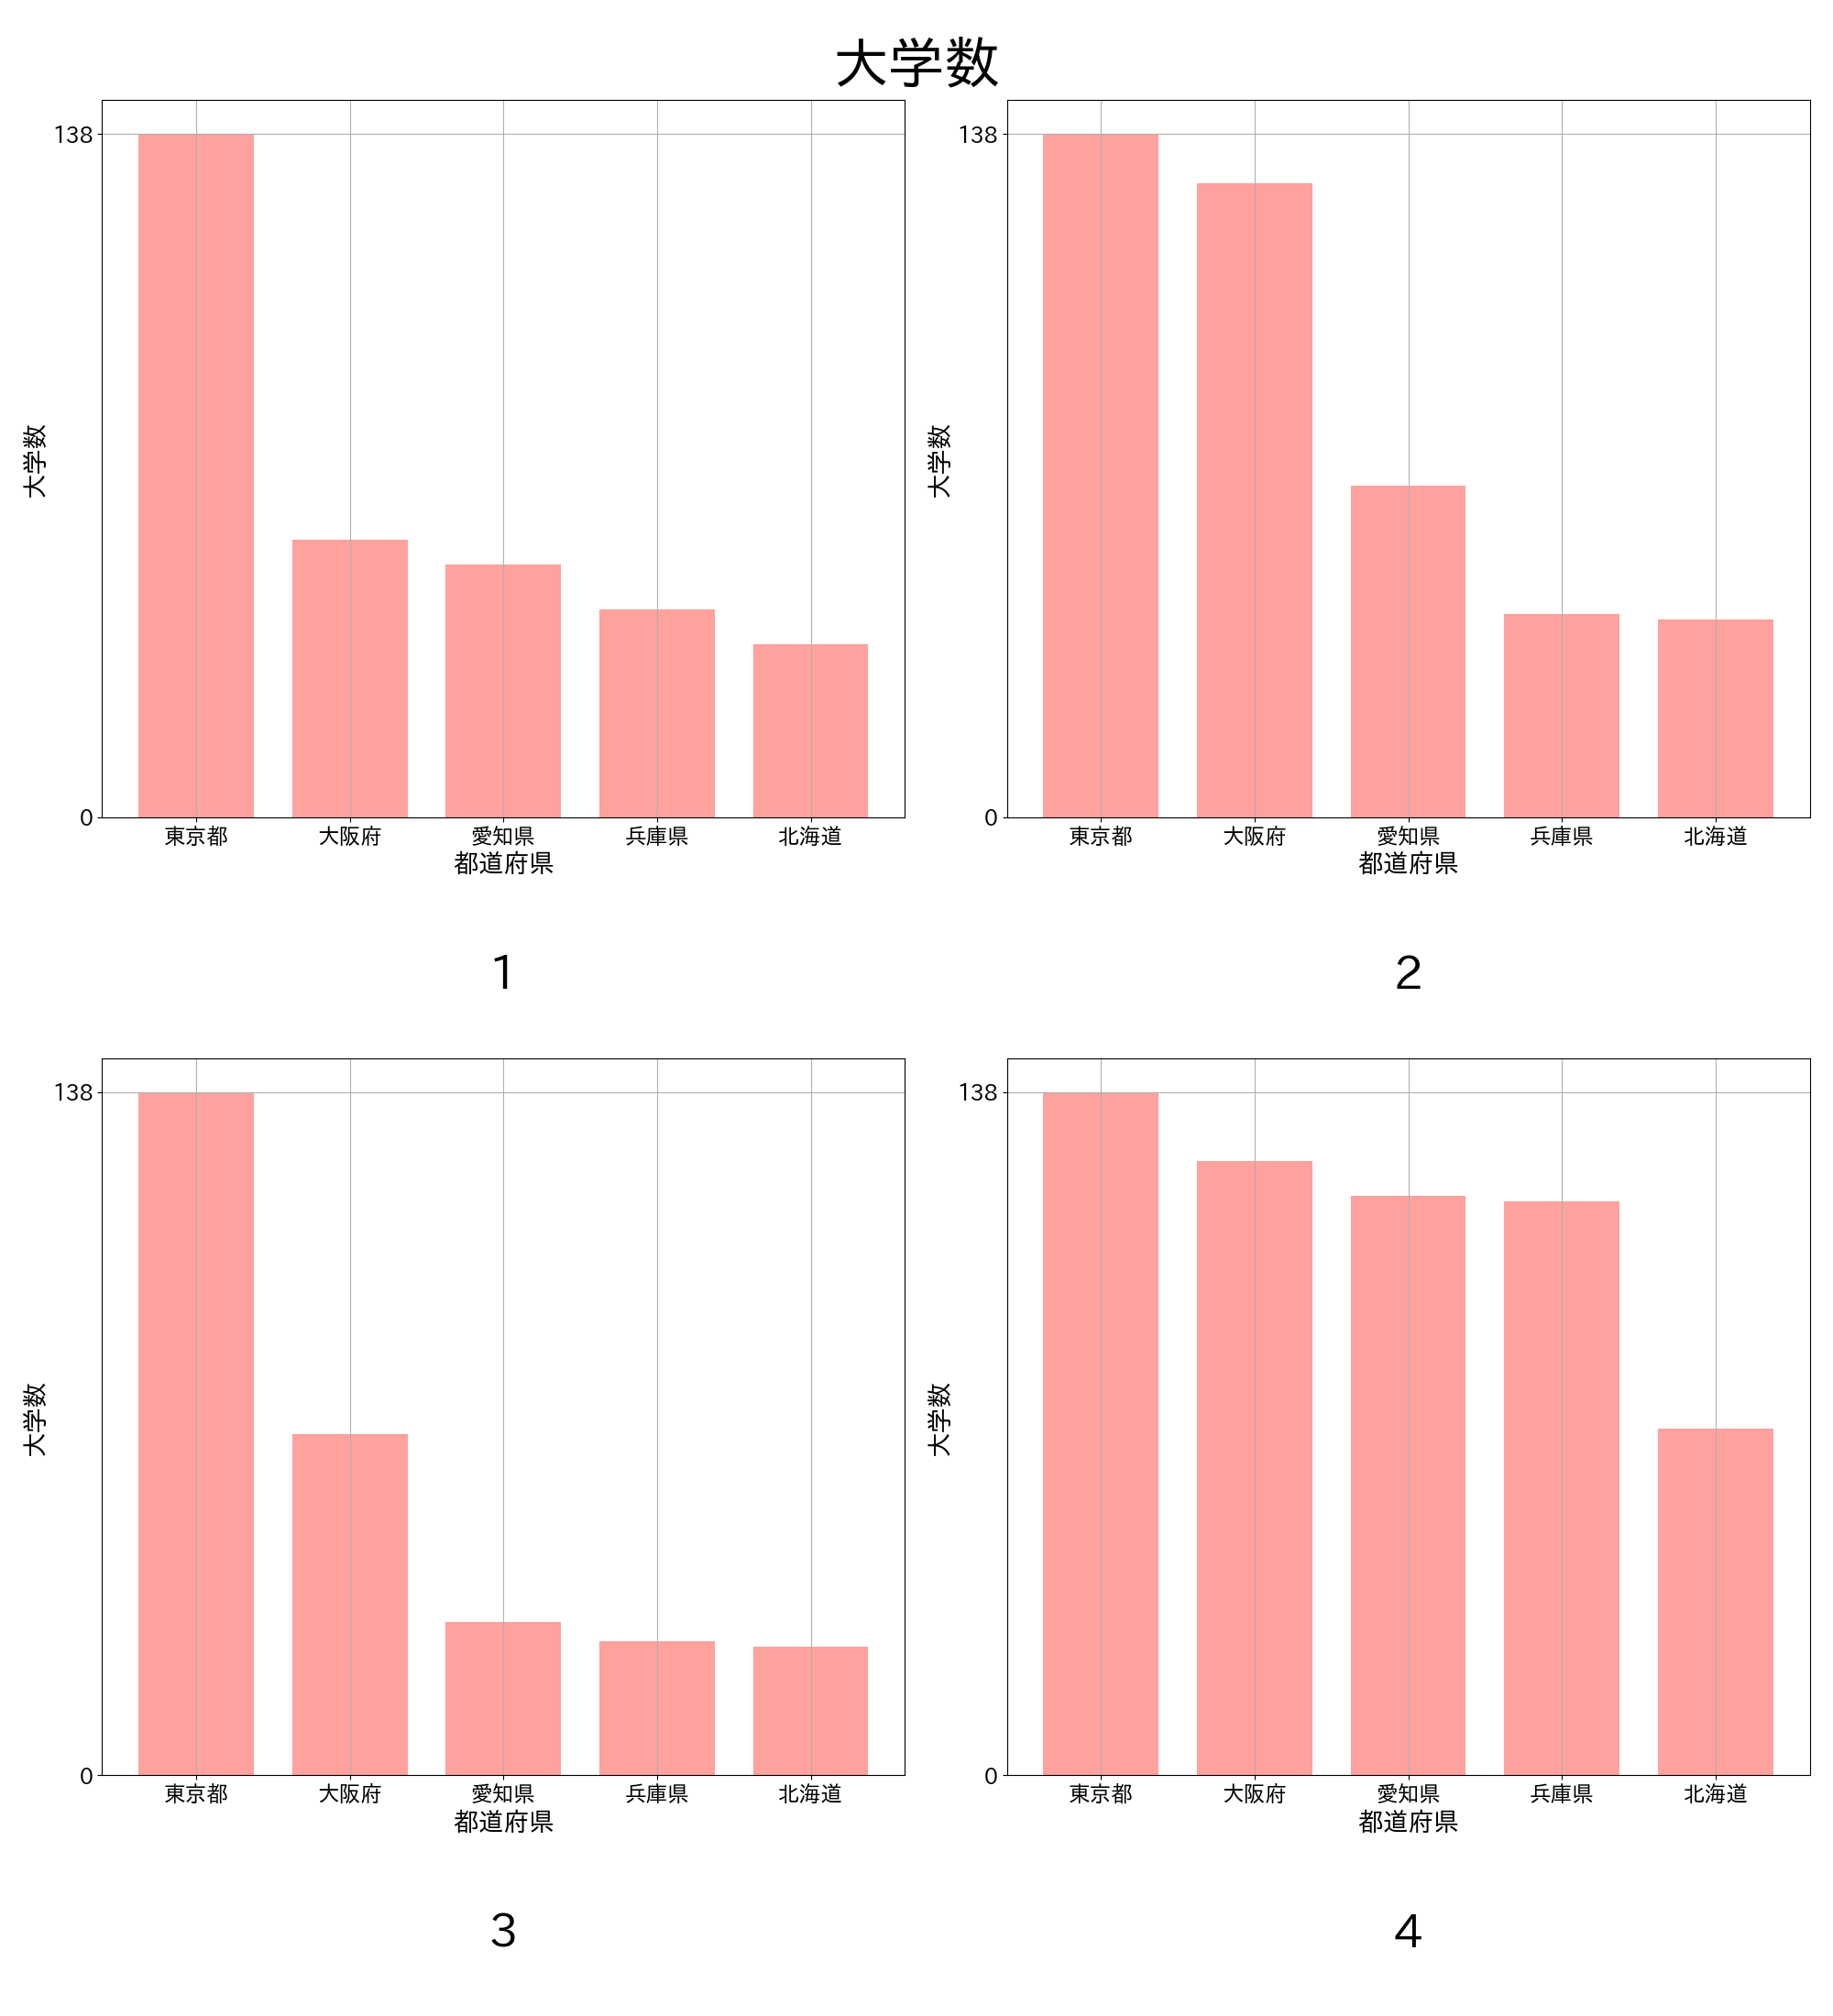 大学数
138
0
大学数
東京都 大阪府 愛知県 兵庫県 北海道
都道府県
1
138
0
大学数
東京都 大阪府 愛知県 兵庫県 北海道
都道府県
2
138
0
大学数
東京都 大阪府 愛知県 兵庫県 北海道
都道府県
3
138
0
大学数
東京都 大阪府 愛知県 兵庫県 北海道
都道府県
4